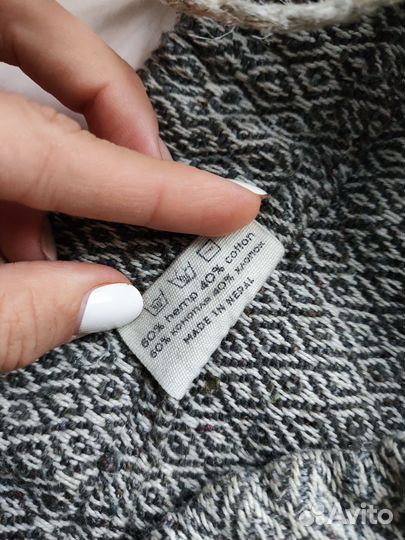 60% hemp 40% cotton
60% конопля 40% хлопок
MADE IN NEPAL
Avito